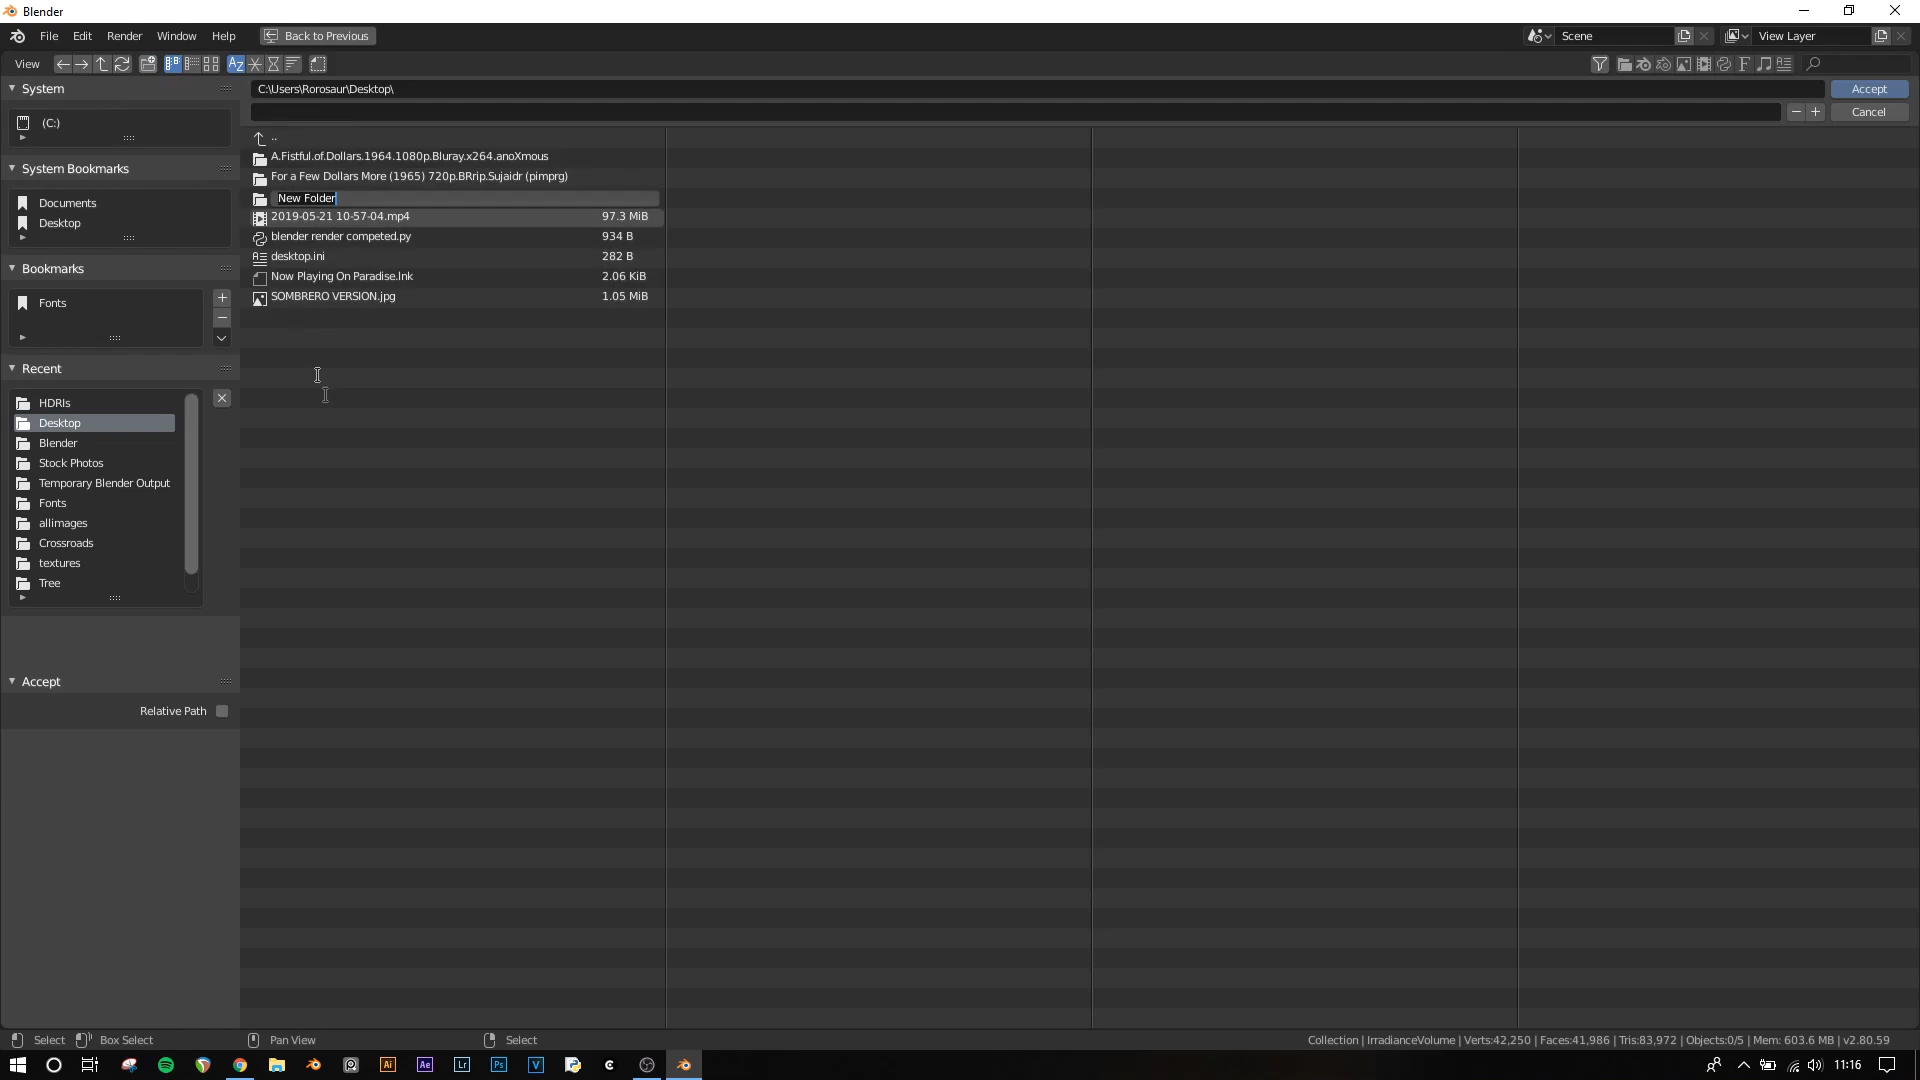 Blender
File Edit Render Window Help Back to Previous Scene View Layer
View
System C:\Users\Rorosaur\Desktop\ Accept
Cancel
(C:)
..
A.Fistful.of.Dollars.1964.1080p.Bluray.x264.anoXmous
System Bookmarks For a Few Dollars More (1965) 720p.BRrip.Sujaidr (pimprg)
Documents New Folder
Desktop 2019-05-21 10-57-04.mp4 97.3 MiB
blender render competed.py 934 B
desktop.ini 282 B
Bookmarks Now Playing On Paradise.lnk 2.06 KiB
Fonts SOMBRERO VERSION.jpg 1.05 MiB
Recent
HDRIs
Desktop
Blender
Stock Photos
Temporary Blender Output
Fonts
allimages
Crossroads
textures
Tree
Accept
Relative Path
Select Box Select Pan View Select Collection | IrradianceVolume | Verts:42,250 | Faces:41,986 | Tris:83,972 | Objects:0/5 | Mem: 603.6 MB | v2.80.59
Ai Ae Lr Ps V C 11:16